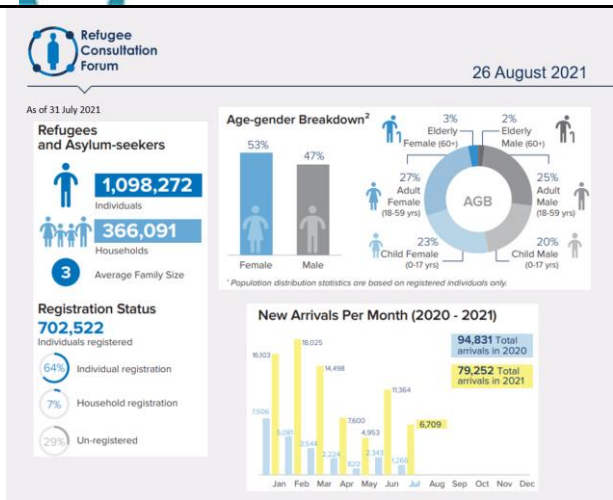 Refugee
Consultation
Forum
26 August 2021
As of 31 July 2021
Refugees
and Asylum-seekers
1,098,272
Individuals
366,091
Households
3 Average Family Size
Registration Status
702,522
Individuals registered
64% Individual registration
7% Household registration
29% Un-registered
Age-gender Breakdown²
53%
47%
Female Male
3%
Elderly
Female (60+)
2%
Elderly
Male (60+)
27%
Adult
Female
(18-59 yrs)
AGB
25%
Adult
Male
(18-59 yrs)
23%
Child Female
(0-17 yrs)
20%
Child Male
(0-17 yrs)
¹ Population distribution statistics are based on registered individuals only.
New Arrivals Per Month (2020 - 2021)
94,831 Total
arrivals in 2020
79,252 Total
arrivals in 2021
16,103
18,025
14,498
7,600
4,953
11,364
6,709
7,506
5,081
3,544
2,224
820
2,343
1,266
Jan Feb Mar Apr May Jun Jul Aug Sep Oct Nov Dec